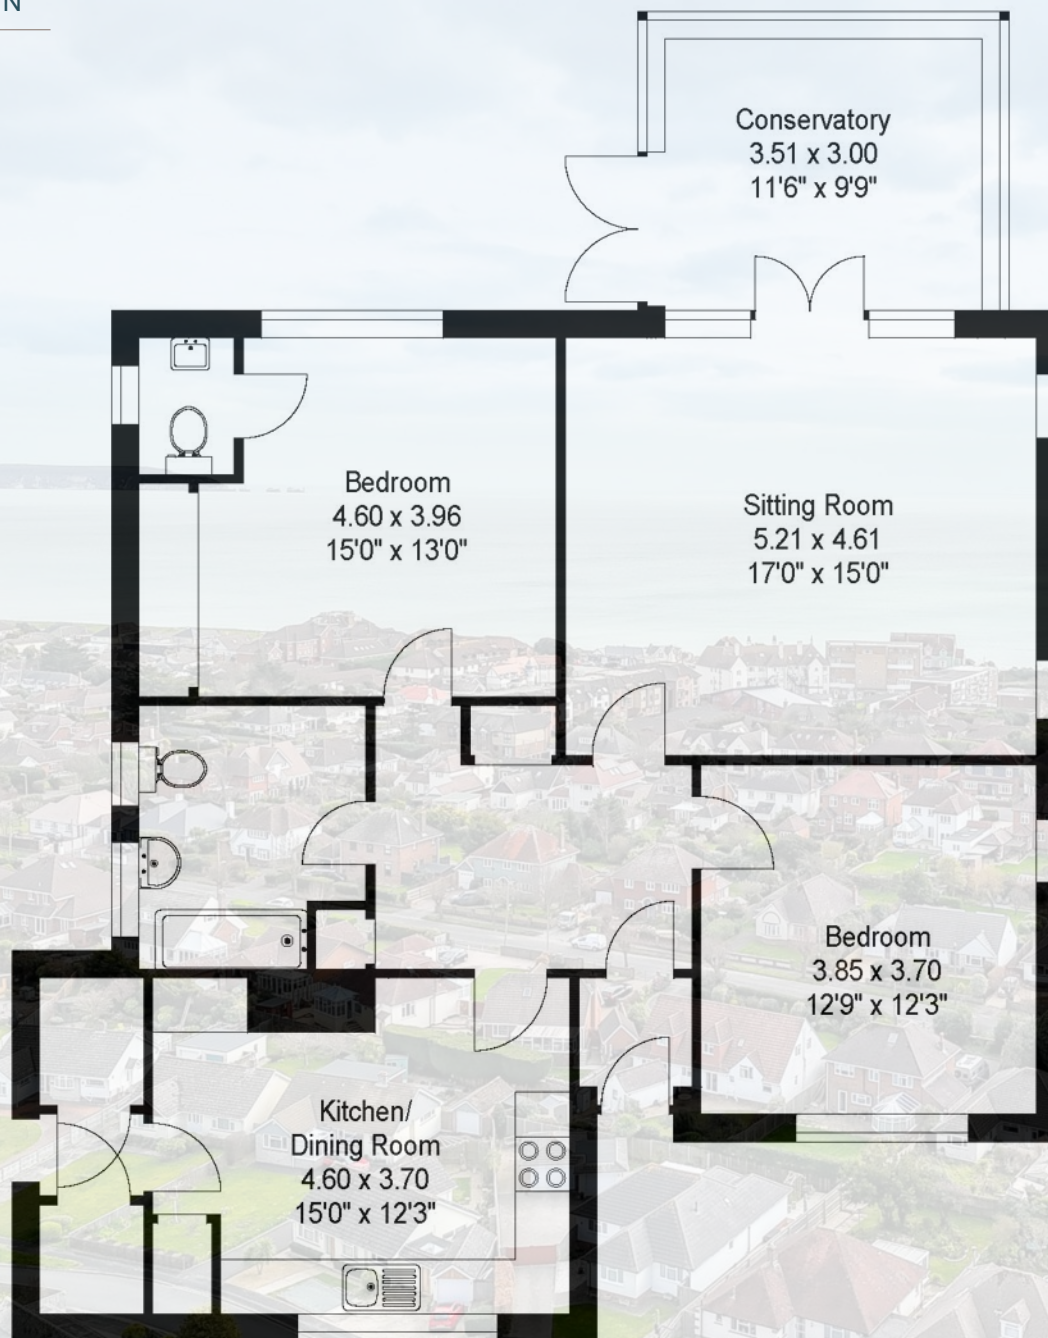 N
Conservatory
3.51 x 3.00
11'6" x 9'9"
Bedroom
4.60 x 3.96
15'0" x 13'0"
Sitting Room
5.21 x 4.61
17'0" x 15'0"
Bedroom
3.85 x 3.70
12'9" x 12'3"
Kitchen/
Dining Room
4.60 x 3.70
15'0" x 12'3"